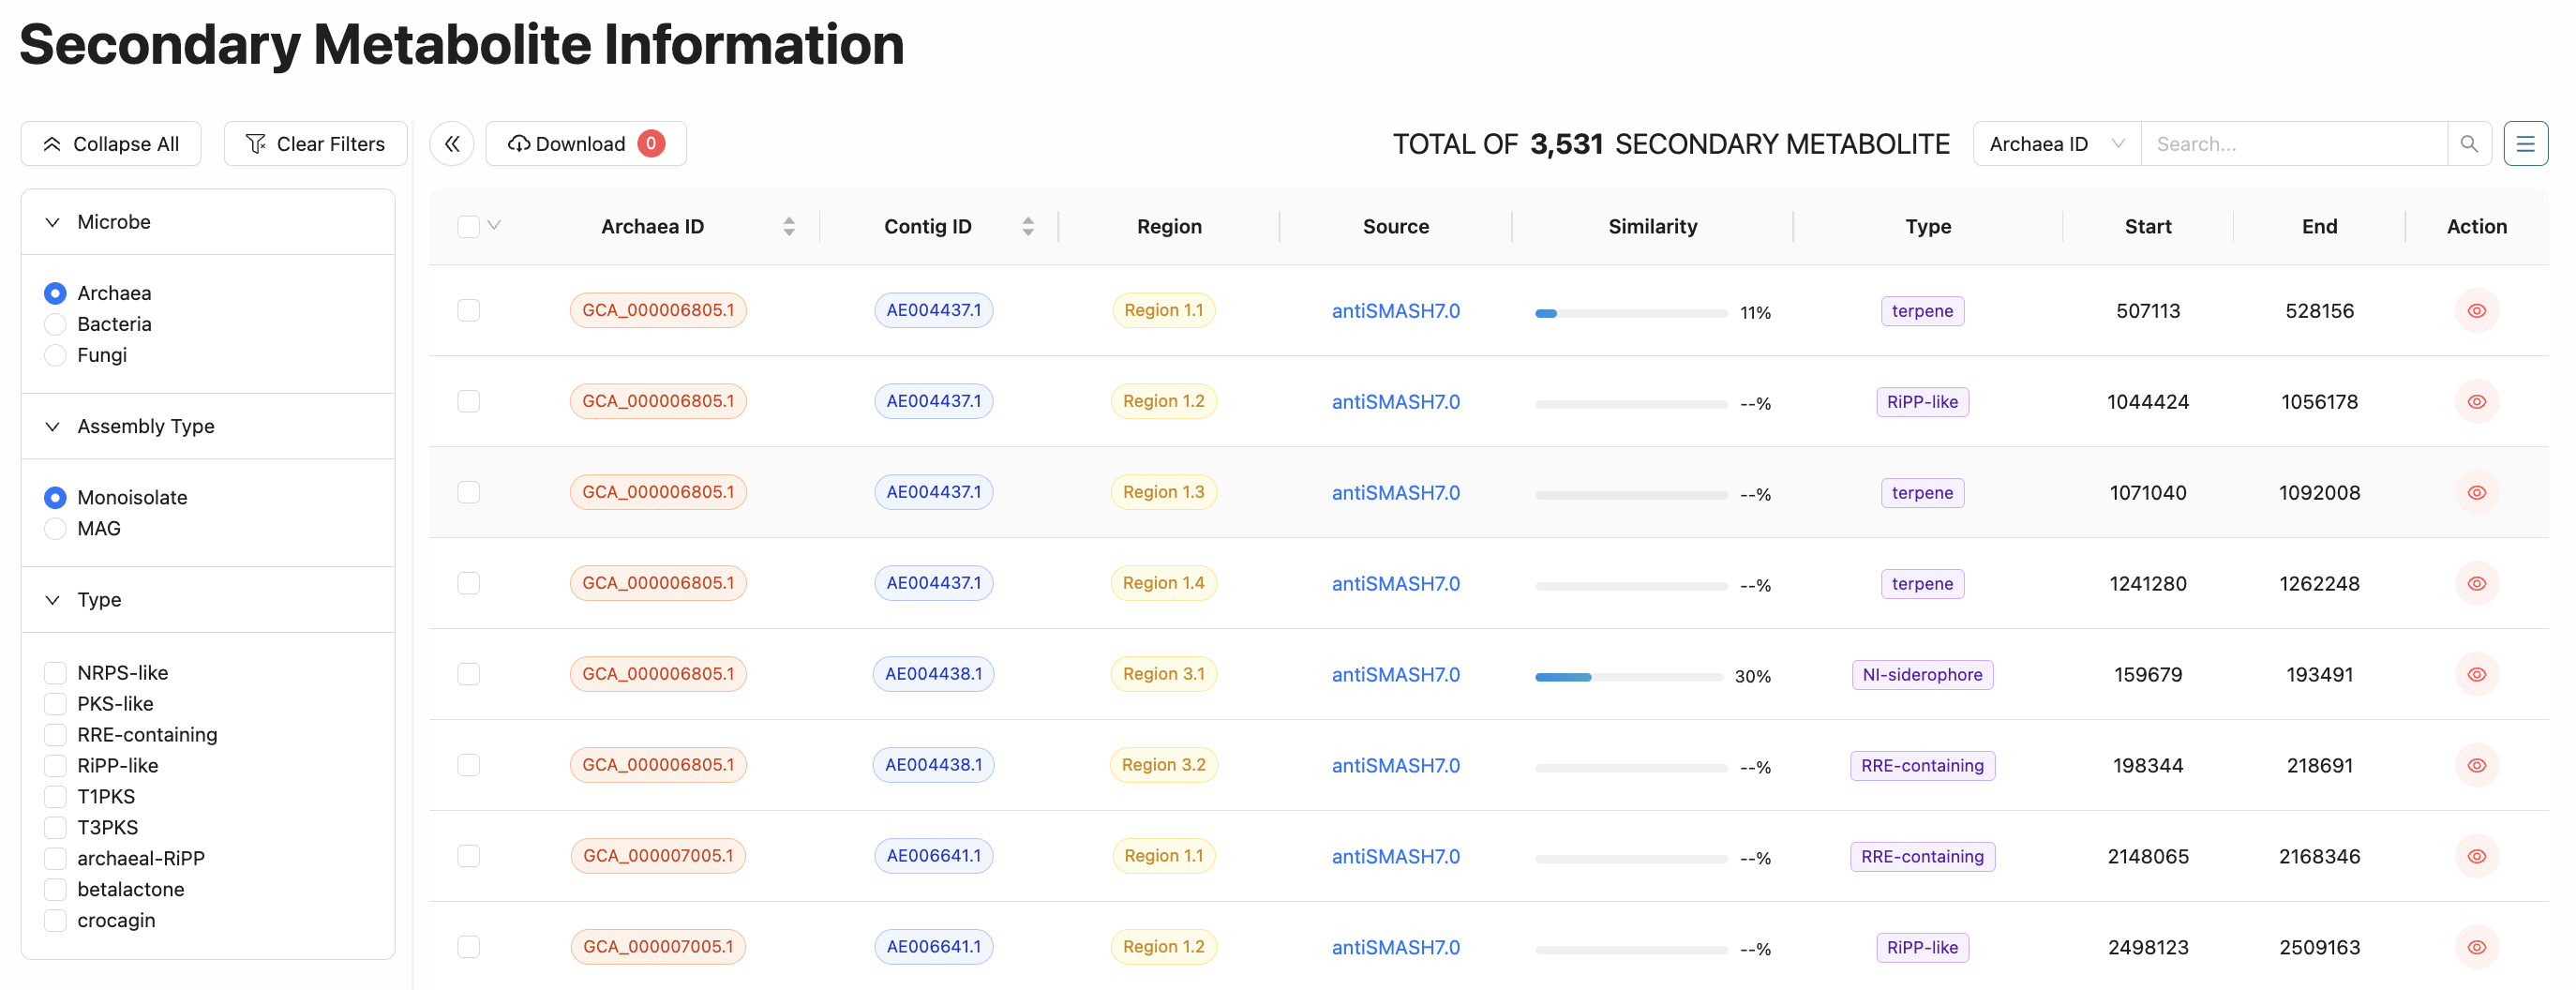 Secondary Metabolite Information
Collapse All
Clear Filters
Download 0
TOTAL OF 3,531 SECONDARY METABOLITE
Archaea ID
Search...
Microbe
Archaea
Bacteria
Fungi
Assembly Type
Monoisolate
MAG
Type
NRPS-like
PKS-like
RRE-containing
RiPP-like
T1PKS
T3PKS
archaeal-RiPP
betalactone
crocagin
Archaea ID Contig ID Region Source Similarity Type Start End Action
GCA_000006805.1 AE004437.1 Region 1.1 antiSMASH7.0 11% terpene 507113 528156
GCA_000006805.1 AE004437.1 Region 1.2 antiSMASH7.0 --% RiPP-like 1044424 1056178
GCA_000006805.1 AE004437.1 Region 1.3 antiSMASH7.0 --% terpene 1071040 1092008
GCA_000006805.1 AE004437.1 Region 1.4 antiSMASH7.0 --% terpene 1241280 1262248
GCA_000006805.1 AE004438.1 Region 3.1 antiSMASH7.0 30% NI-siderophore 159679 193491
GCA_000006805.1 AE004438.1 Region 3.2 antiSMASH7.0 --% RRE-containing 198344 218691
GCA_000007005.1 AE006641.1 Region 1.1 antiSMASH7.0 --% RRE-containing 2148065 2168346
GCA_000007005.1 AE006641.1 Region 1.2 antiSMASH7.0 --% RiPP-like 2498123 2509163